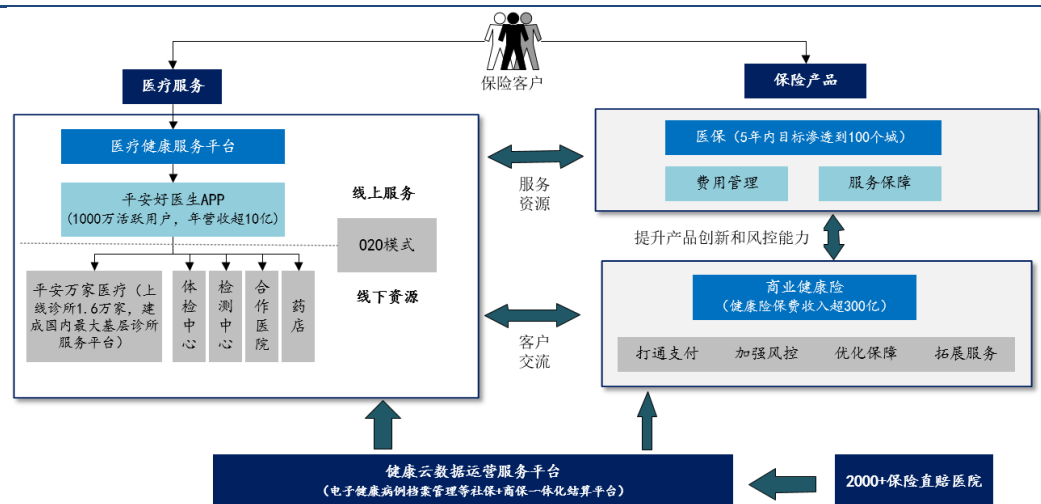 保险客户
医疗服务
保险产品
医疗健康服务平台
平安好医生APP
(1000万活跃用户，年营收超10亿)
线上服务
O2O模式
线下资源
平安万家医疗（上
线诊所1.6万家，建
成国内最大基层诊所
服务平台）
体检中心
检测中心
合作医院
药店
服务
资源
客户
交流
医保（5年内目标渗透到100个城）
费用管理
服务保障
提升产品创新和风控能力
商业健康险
(健康险保费收入超300亿)
打通支付
加强风控
优化保障
拓展服务
健康云数据运营服务平台
（电子健康病例档案管理等社保+商保一体化结算平台）
2000+保险直赔医院